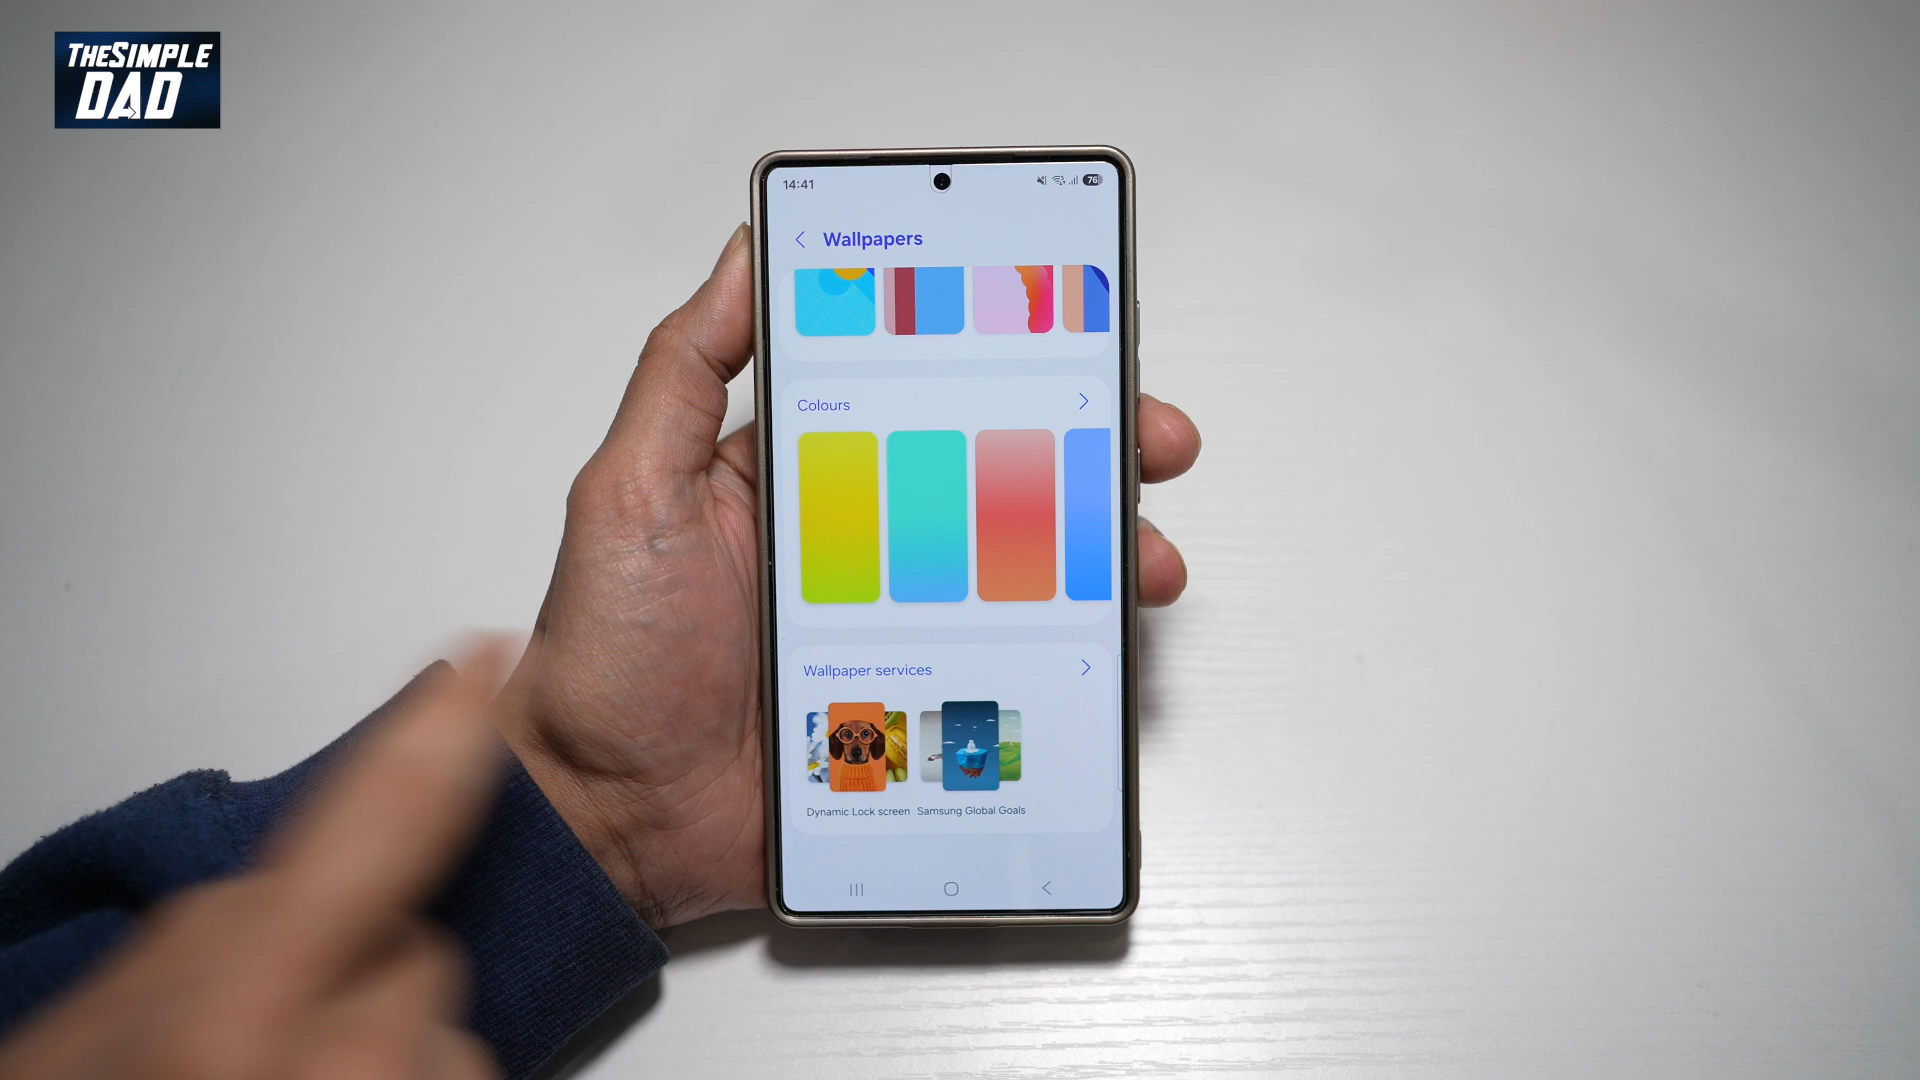 THESIMPLE
DAD
14:41
76
Wallpapers
Colours
Wallpaper services
Dynamic Lock screen
Samsung Global Goals